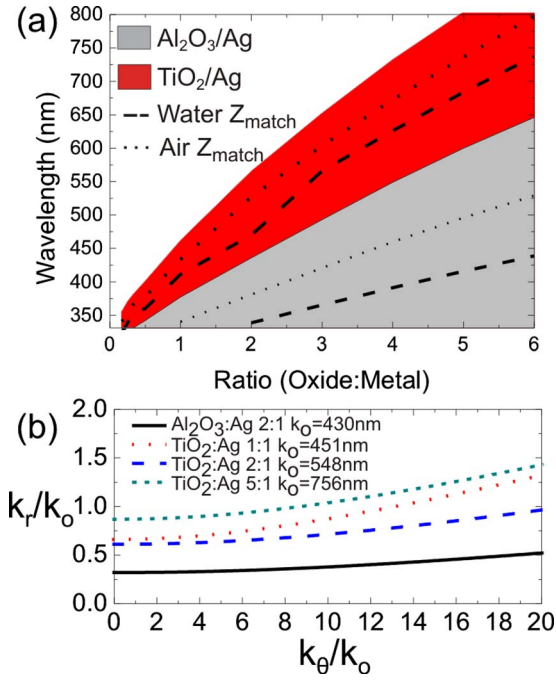 (a)
Al₂O₃/Ag
TiO₂/Ag
Water Z_match
Air Z_match
Wavelength (nm)
800
750
700
650
600
550
500
450
400
350
0 1 2 3 4 5 6
Ratio (Oxide:Metal)
(b)
Al₂O₃:Ag 2:1 kₒ=430nm
TiO₂:Ag 1:1 kₒ=451nm
TiO₂:Ag 2:1 kₒ=548nm
TiO₂:Ag 5:1 kₒ=756nm
kᵣ/kₒ
2.0
1.5
1.0
0.5
0.0
0 2 4 6 8 10 12 14 16 18 20
k_θ/kₒ